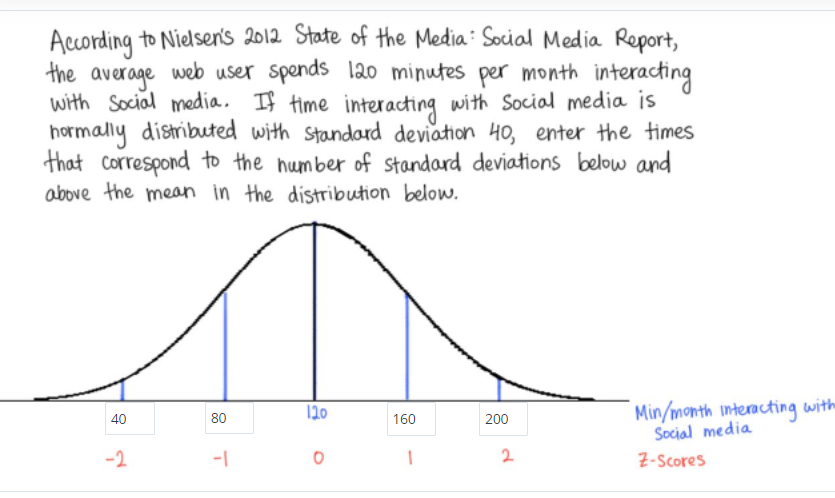 According to Nielsen's 2012 State of the Media: Social Media Report,
the average web user spends 120 minutes per month interacting
with Social media. If time interacting with Social media is
normally distributed with standard deviation 40, enter the times
that correspond to the number of standard deviations below and
above the mean in the distribution below.
40 80 120 160 200 Min/month interacting with
Social media
-2 -1 0 1 2 Z-Scores